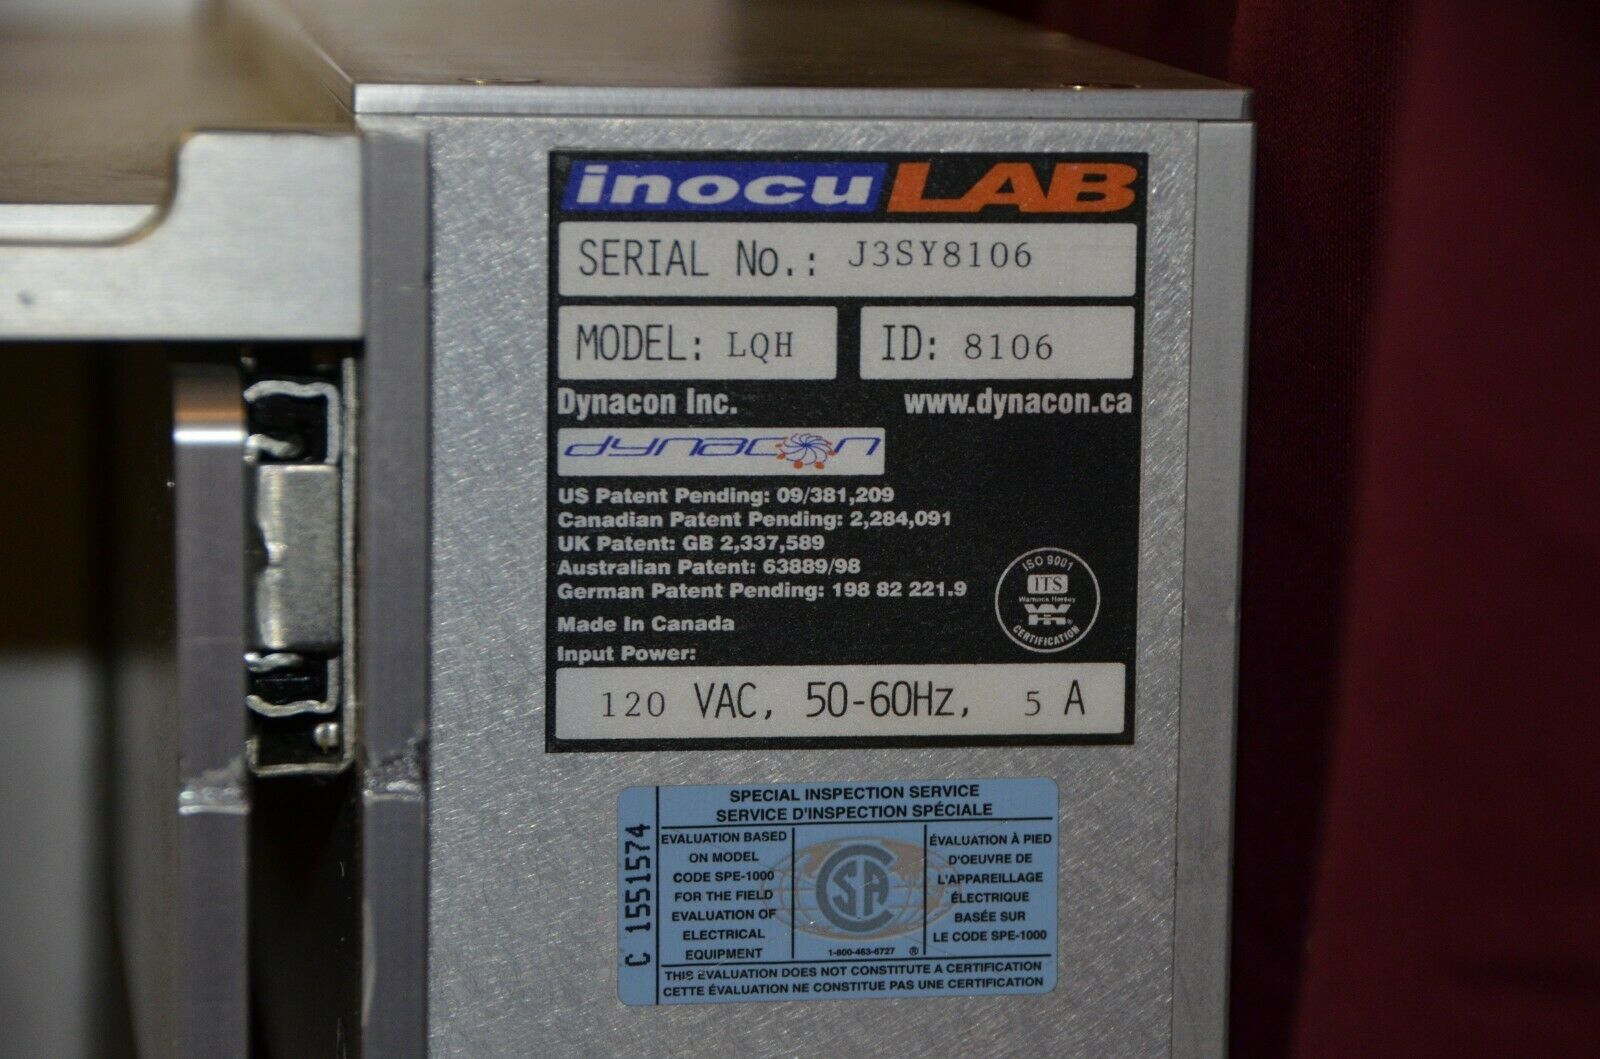 inocuLAB
SERIAL No.: J3SY8106
MODEL: LQH
ID: 8106
Dynacon Inc.
www.dynacon.ca
dynacon
US Patent Pending: 09/381,209
Canadian Patent Pending: 2,284,091
UK Patent: GB 2,337,589
Australian Patent: 63889/98
German Patent Pending: 198 82 221.9
Made In Canada
ISO 9001
ITS
Warnock Hersey
WH®
CERTIFICATION
Input Power:
120 VAC, 50-60Hz, 5 A
C 1551574
SPECIAL INSPECTION SERVICE
SERVICE D'INSPECTION SPÉCIALE
EVALUATION BASED
ON MODEL
CODE SPE-1000
FOR THE FIELD
EVALUATION OF
ELECTRICAL
EQUIPMENT
CSA
1-800-463-6727 ®
ÉVALUATION À PIED
D'OEUVRE DE
L'APPAREILLAGE
ÉLECTRIQUE
BASÉE SUR
LE CODE SPE-1000
THIS EVALUATION DOES NOT CONSTITUTE A CERTIFICATION
CETTE ÉVALUATION NE CONSTITUE PAS UNE CERTIFICATION